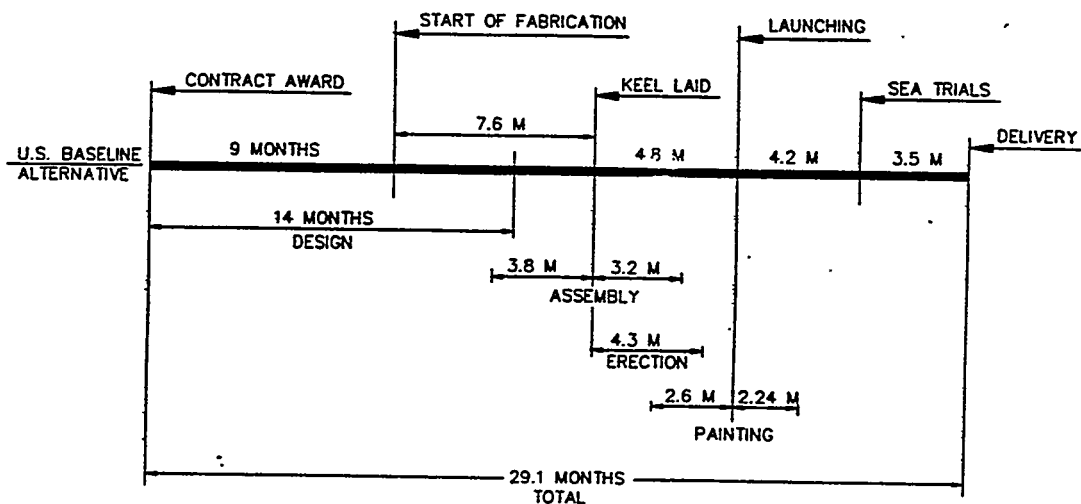 START OF FABRICATION
LAUNCHING
CONTRACT AWARD
KEEL LAID
SEA TRIALS
7.6 M
DELIVERY
U.S. BASELINE
ALTERNATIVE
9 MONTHS
4.8 M
4.2 M
3.5 M
14 MONTHS
DESIGN
3.8 M
3.2 M
ASSEMBLY
4.3 M
ERECTION
2.6 M
2.24 M
PAINTING
29.1 MONTHS
TOTAL